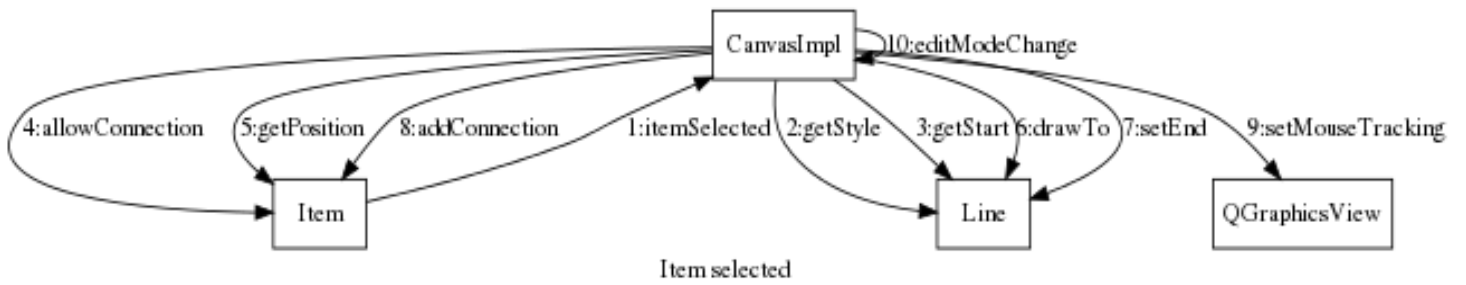 CanvasImpl
10:editModeChange
4:allowConnection
5:getPosition
8:addConnection
1:itemSelected
2:getStyle
3:getStart
6:drawTo
7:setEnd
9:setMouseTracking
Item
Line
QGraphicsView
Item selected